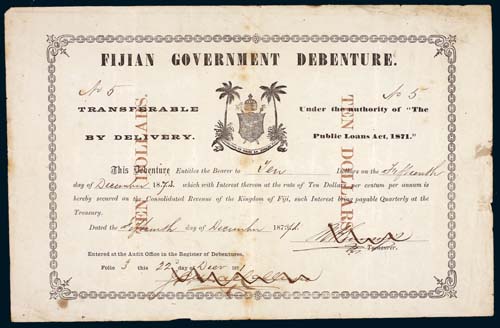 FIJIAN GOVERNMENT DEBENTURE.
No 5
No 5
TRANSFERABLE
BY DELIVERY.
Under the authority of "The
Public Loans Act, 1871."
TEN DOLLARS.
TEN DOLLARS.
This Debenture Entitles the Bearer to Ten Dollars on the Fifteenth
day of December 1873. which with Interest thereon at the rate of Ten Dollars per centum per annum is
hereby secured on the Consolidated Revenue of the Kingdom of Fiji, such Interest being payable Quarterly at the
Treasury.
Dated the day of December 187
Treasurer.
Entered at the Audit Office in the Register of Debentures,
Folio 3 this 22 day of Decr 1871